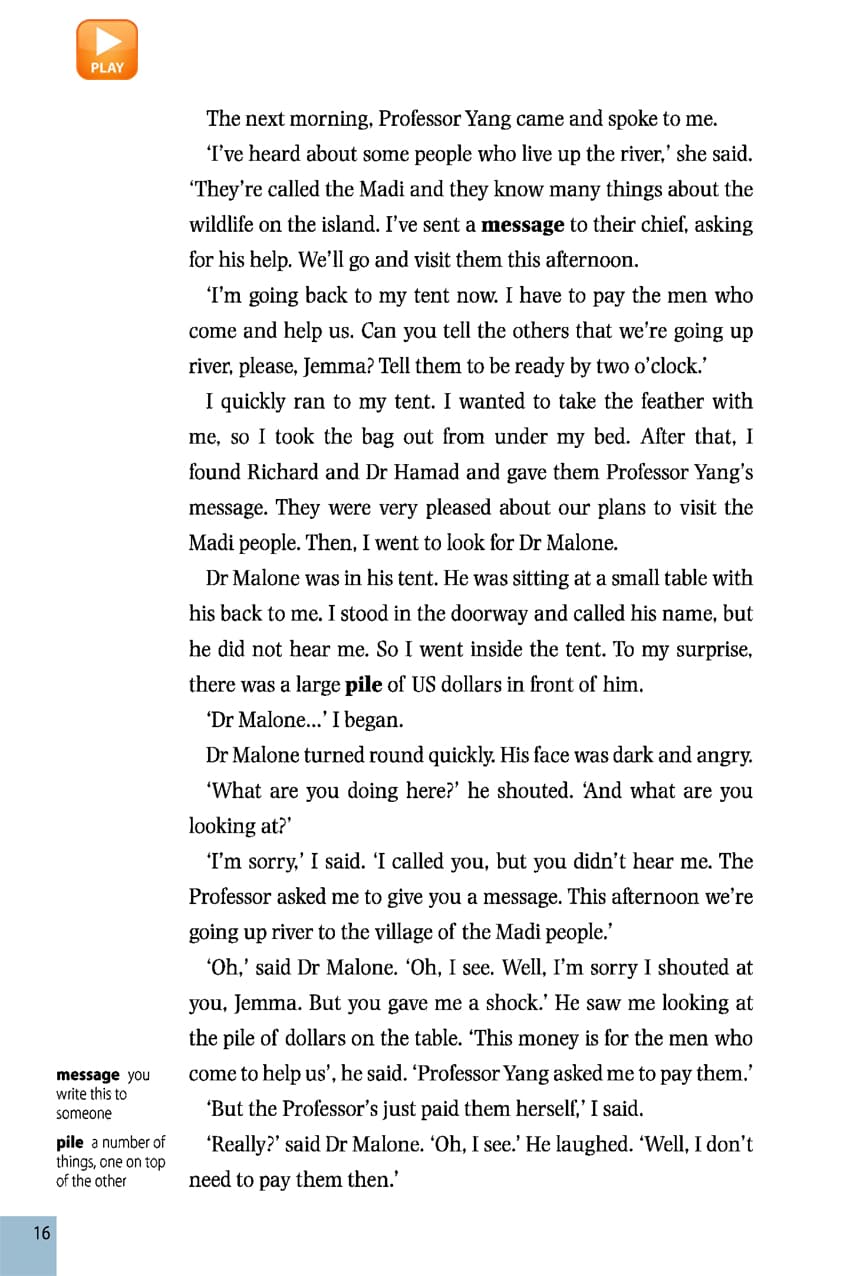 PLAY
The next morning, Professor Yang came and spoke to me.
‘I’ve heard about some people who live up the river,’ she said.
‘They’re called the Madi and they know many things about the
wildlife on the island. I’ve sent a message to their chief, asking
for his help. We’ll go and visit them this afternoon.
‘I’m going back to my tent now. I have to pay the men who
come and help us. Can you tell the others that we’re going up
river, please, Jemma? Tell them to be ready by two o’clock.’
I quickly ran to my tent. I wanted to take the feather with
me, so I took the bag out from under my bed. After that, I
found Richard and Dr Hamad and gave them Professor Yang’s
message. They were very pleased about our plans to visit the
Madi people. Then, I went to look for Dr Malone.
Dr Malone was in his tent. He was sitting at a small table with
his back to me. I stood in the doorway and called his name, but
he did not hear me. So I went inside the tent. To my surprise,
there was a large pile of US dollars in front of him.
‘Dr Malone...’ I began.
Dr Malone turned round quickly. His face was dark and angry.
‘What are you doing here?’ he shouted. ‘And what are you
looking at?’
‘I’m sorry,’ I said. ‘I called you, but you didn’t hear me. The
Professor asked me to give you a message. This afternoon we’re
going up river to the village of the Madi people.’
‘Oh,’ said Dr Malone. ‘Oh, I see. Well, I’m sorry I shouted at
you, Jemma. But you gave me a shock.’ He saw me looking at
the pile of dollars on the table. ‘This money is for the men who
come to help us’, he said. ‘Professor Yang asked me to pay them.’
‘But the Professor’s just paid them herself,’ I said.
‘Really?’ said Dr Malone. ‘Oh, I see.’ He laughed. ‘Well, I don’t
need to pay them then.’
message you
write this to
someone
pile a number of
things, one on top
of the other
16